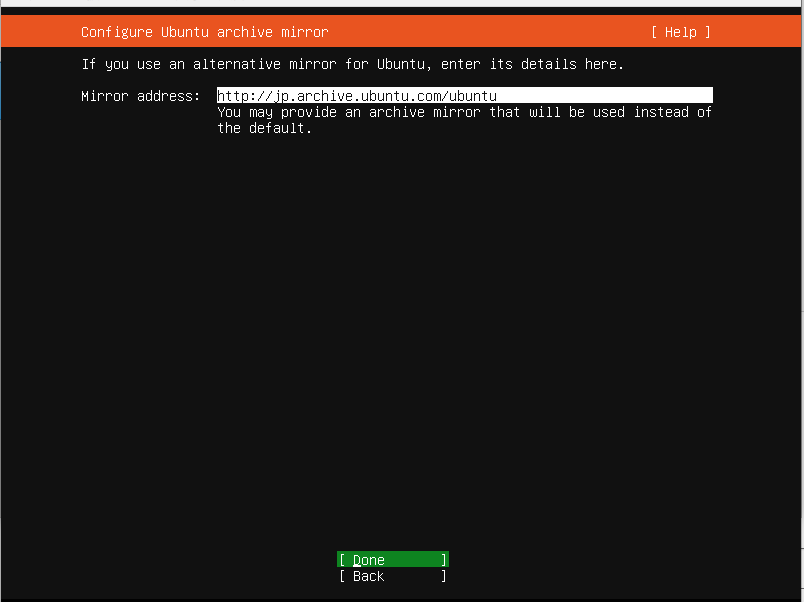 Configure Ubuntu archive mirror [ Help ]
If you use an alternative mirror for Ubuntu, enter its details here.
Mirror address: http://jp.archive.ubuntu.com/ubuntu
You may provide an archive mirror that will be used instead of
the default.
[ Done ]
[ Back ]